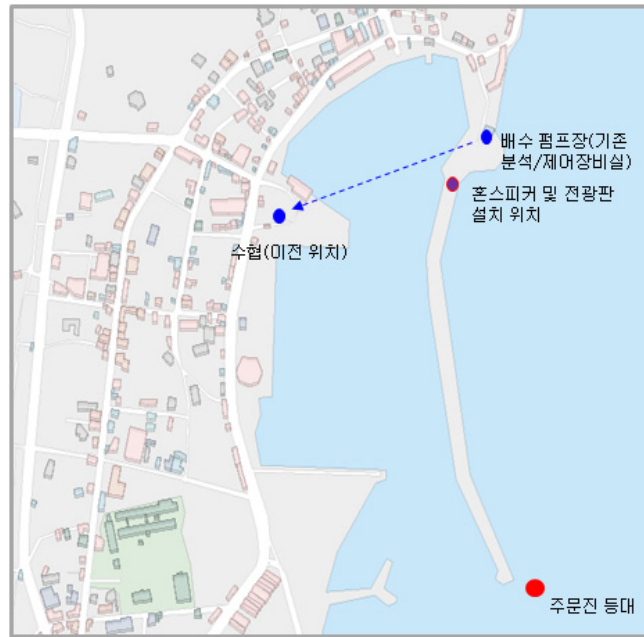 배수 펌프장(기존
분석/제어장비실)
혼스피커 및 전광판
설치 위치
수협(이전 위치)
주문진 등대